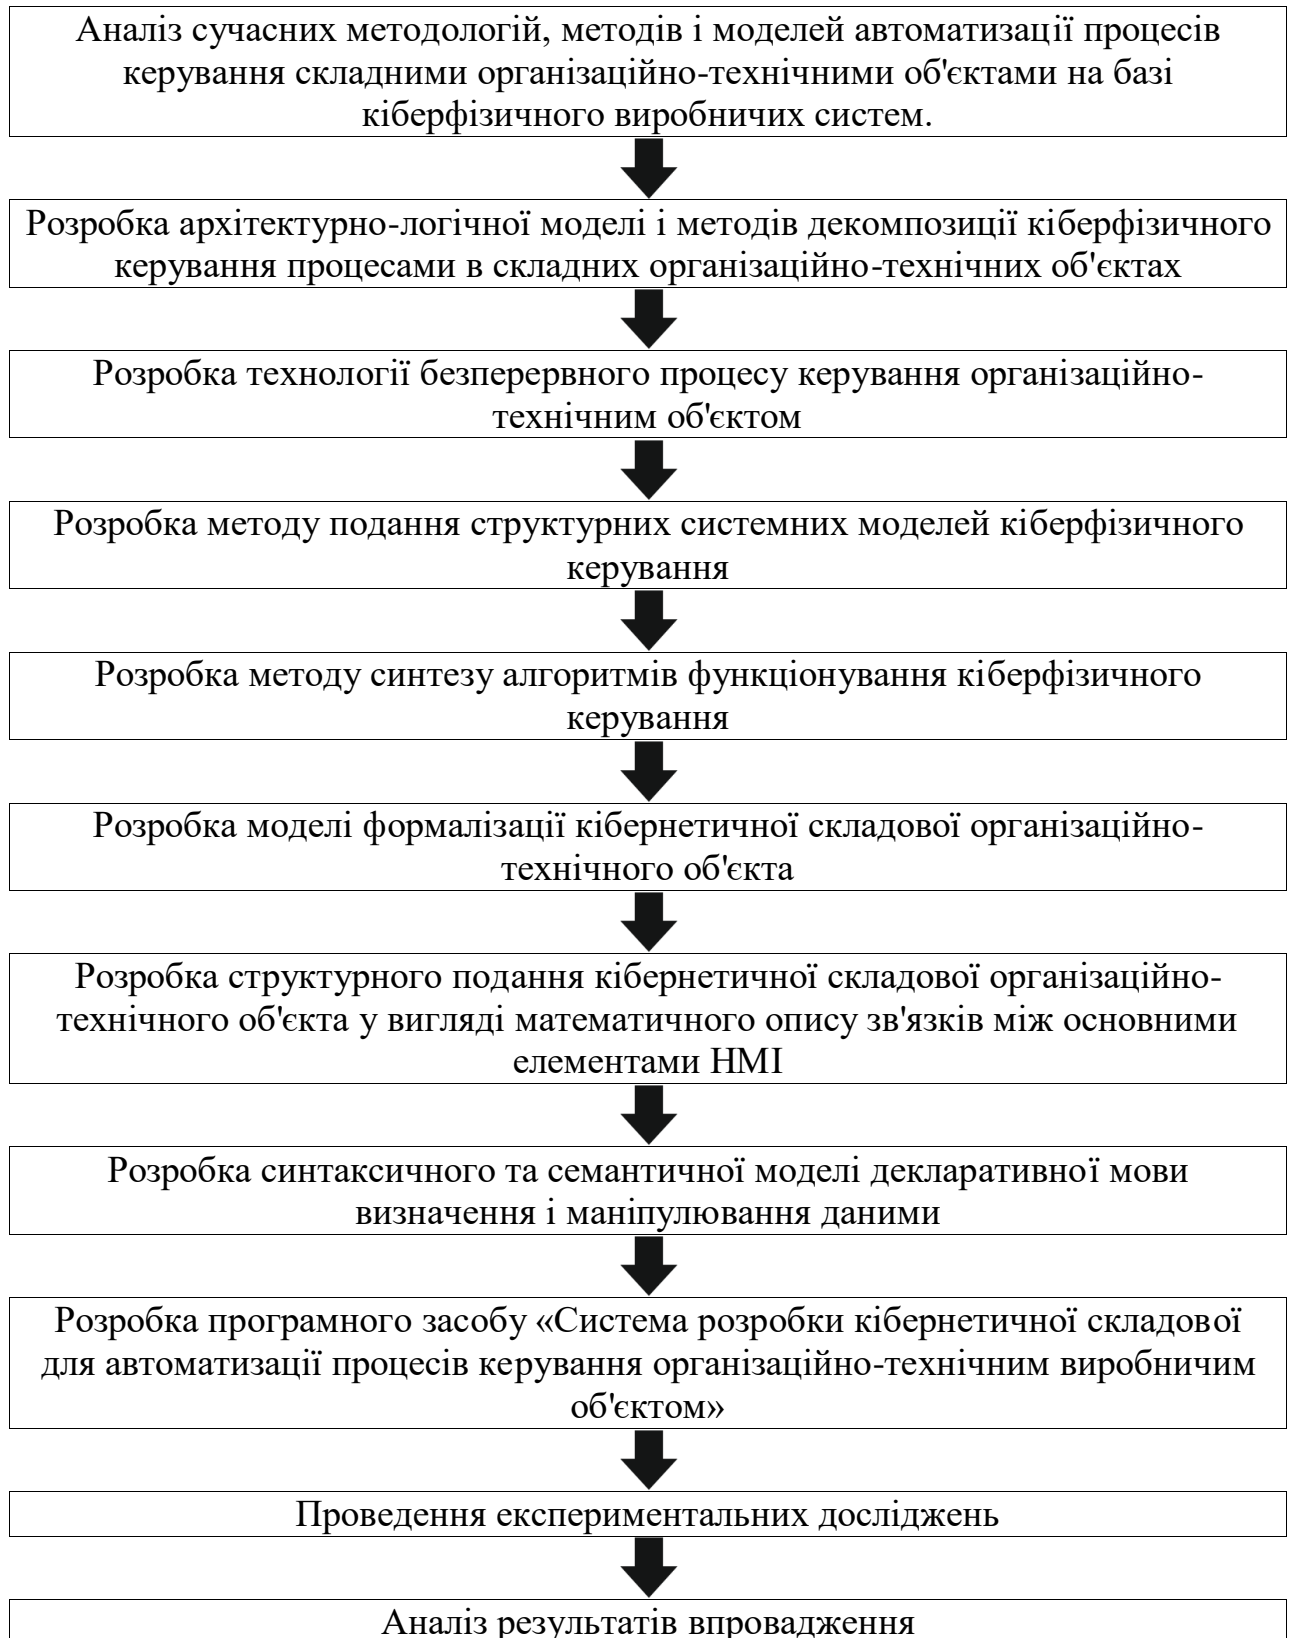 Аналіз сучасних методологій, методів і моделей автоматизації процесів
керування складними організаційно-технічними об'єктами на базі
кіберфізичного виробничих систем.
Розробка архітектурно-логічної моделі і методів декомпозиції кіберфізичного
керування процесами в складних організаційно-технічних об'єктах
Розробка технології безперервного процесу керування організаційно-
технічним об'єктом
Розробка методу подання структурних системних моделей кіберфізичного
керування
Розробка методу синтезу алгоритмів функціонування кіберфізичного
керування
Розробка моделі формалізації кібернетичної складової організаційно-
технічного об'єкта
Розробка структурного подання кібернетичної складової організаційно-
технічного об'єкта у вигляді математичного опису зв'язків між основними
елементами HMI
Розробка синтаксичного та семантичної моделі декларативної мови
визначення і маніпулювання даними
Розробка програмного засобу «Система розробки кібернетичної складової
для автоматизації процесів керування організаційно-технічним виробничим
об'єктом»
Проведення експериментальних досліджень
Аналіз результатів впровадження